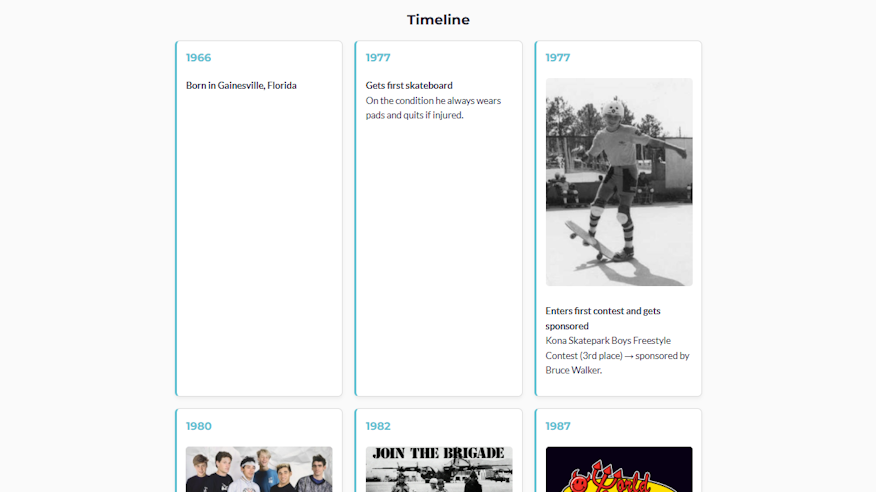 Timeline
1966
Born in Gainesville, Florida
1977
Gets first skateboard
On the condition he always wears
pads and quits if injured.
1977
Enters first contest and gets
sponsored
Kona Skatepark Boys Freestyle
Contest (3rd place) → sponsored by
Bruce Walker.
1980
1982
JOIN THE BRIGADE
1987
World